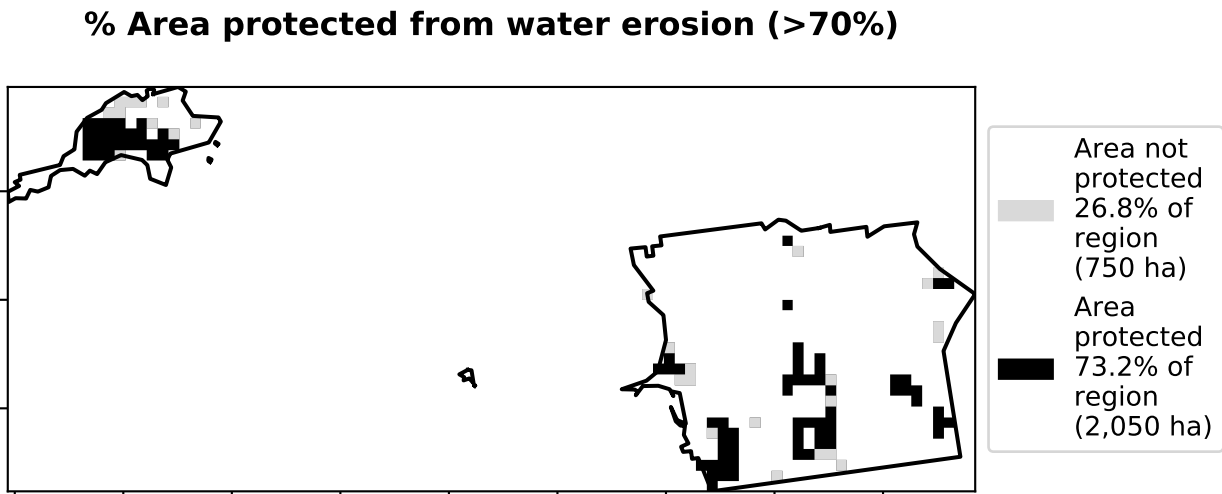 % Area protected from water erosion (>70%)
Area not
protected
26.8% of
region
(750 ha)
Area
protected
73.2% of
region
(2,050 ha)